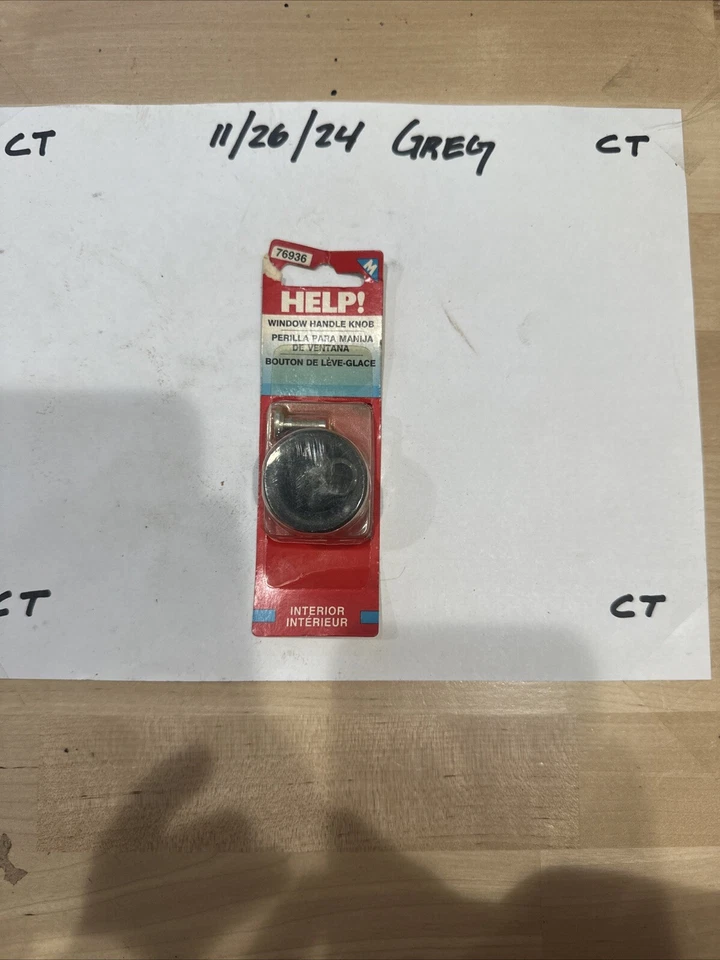 CT 11/26/24 GREG CT
76936
M
HELP!
WINDOW HANDLE KNOB
PERILLA PARA MANIJA
DE VENTANA
BOUTON DE LÈVE-GLACE
INTERIOR
INTÉRIEUR
CT CT